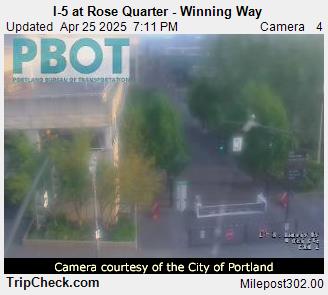 I-5 at Rose Quarter - Winning Way
Updated Apr 25 2025 7:11 PM Camera 4
PBOT
PORTLAND BUREAU OF TRANSPORTATION
Camera courtesy of the City of Portland
TripCheck.com Milepost302.00